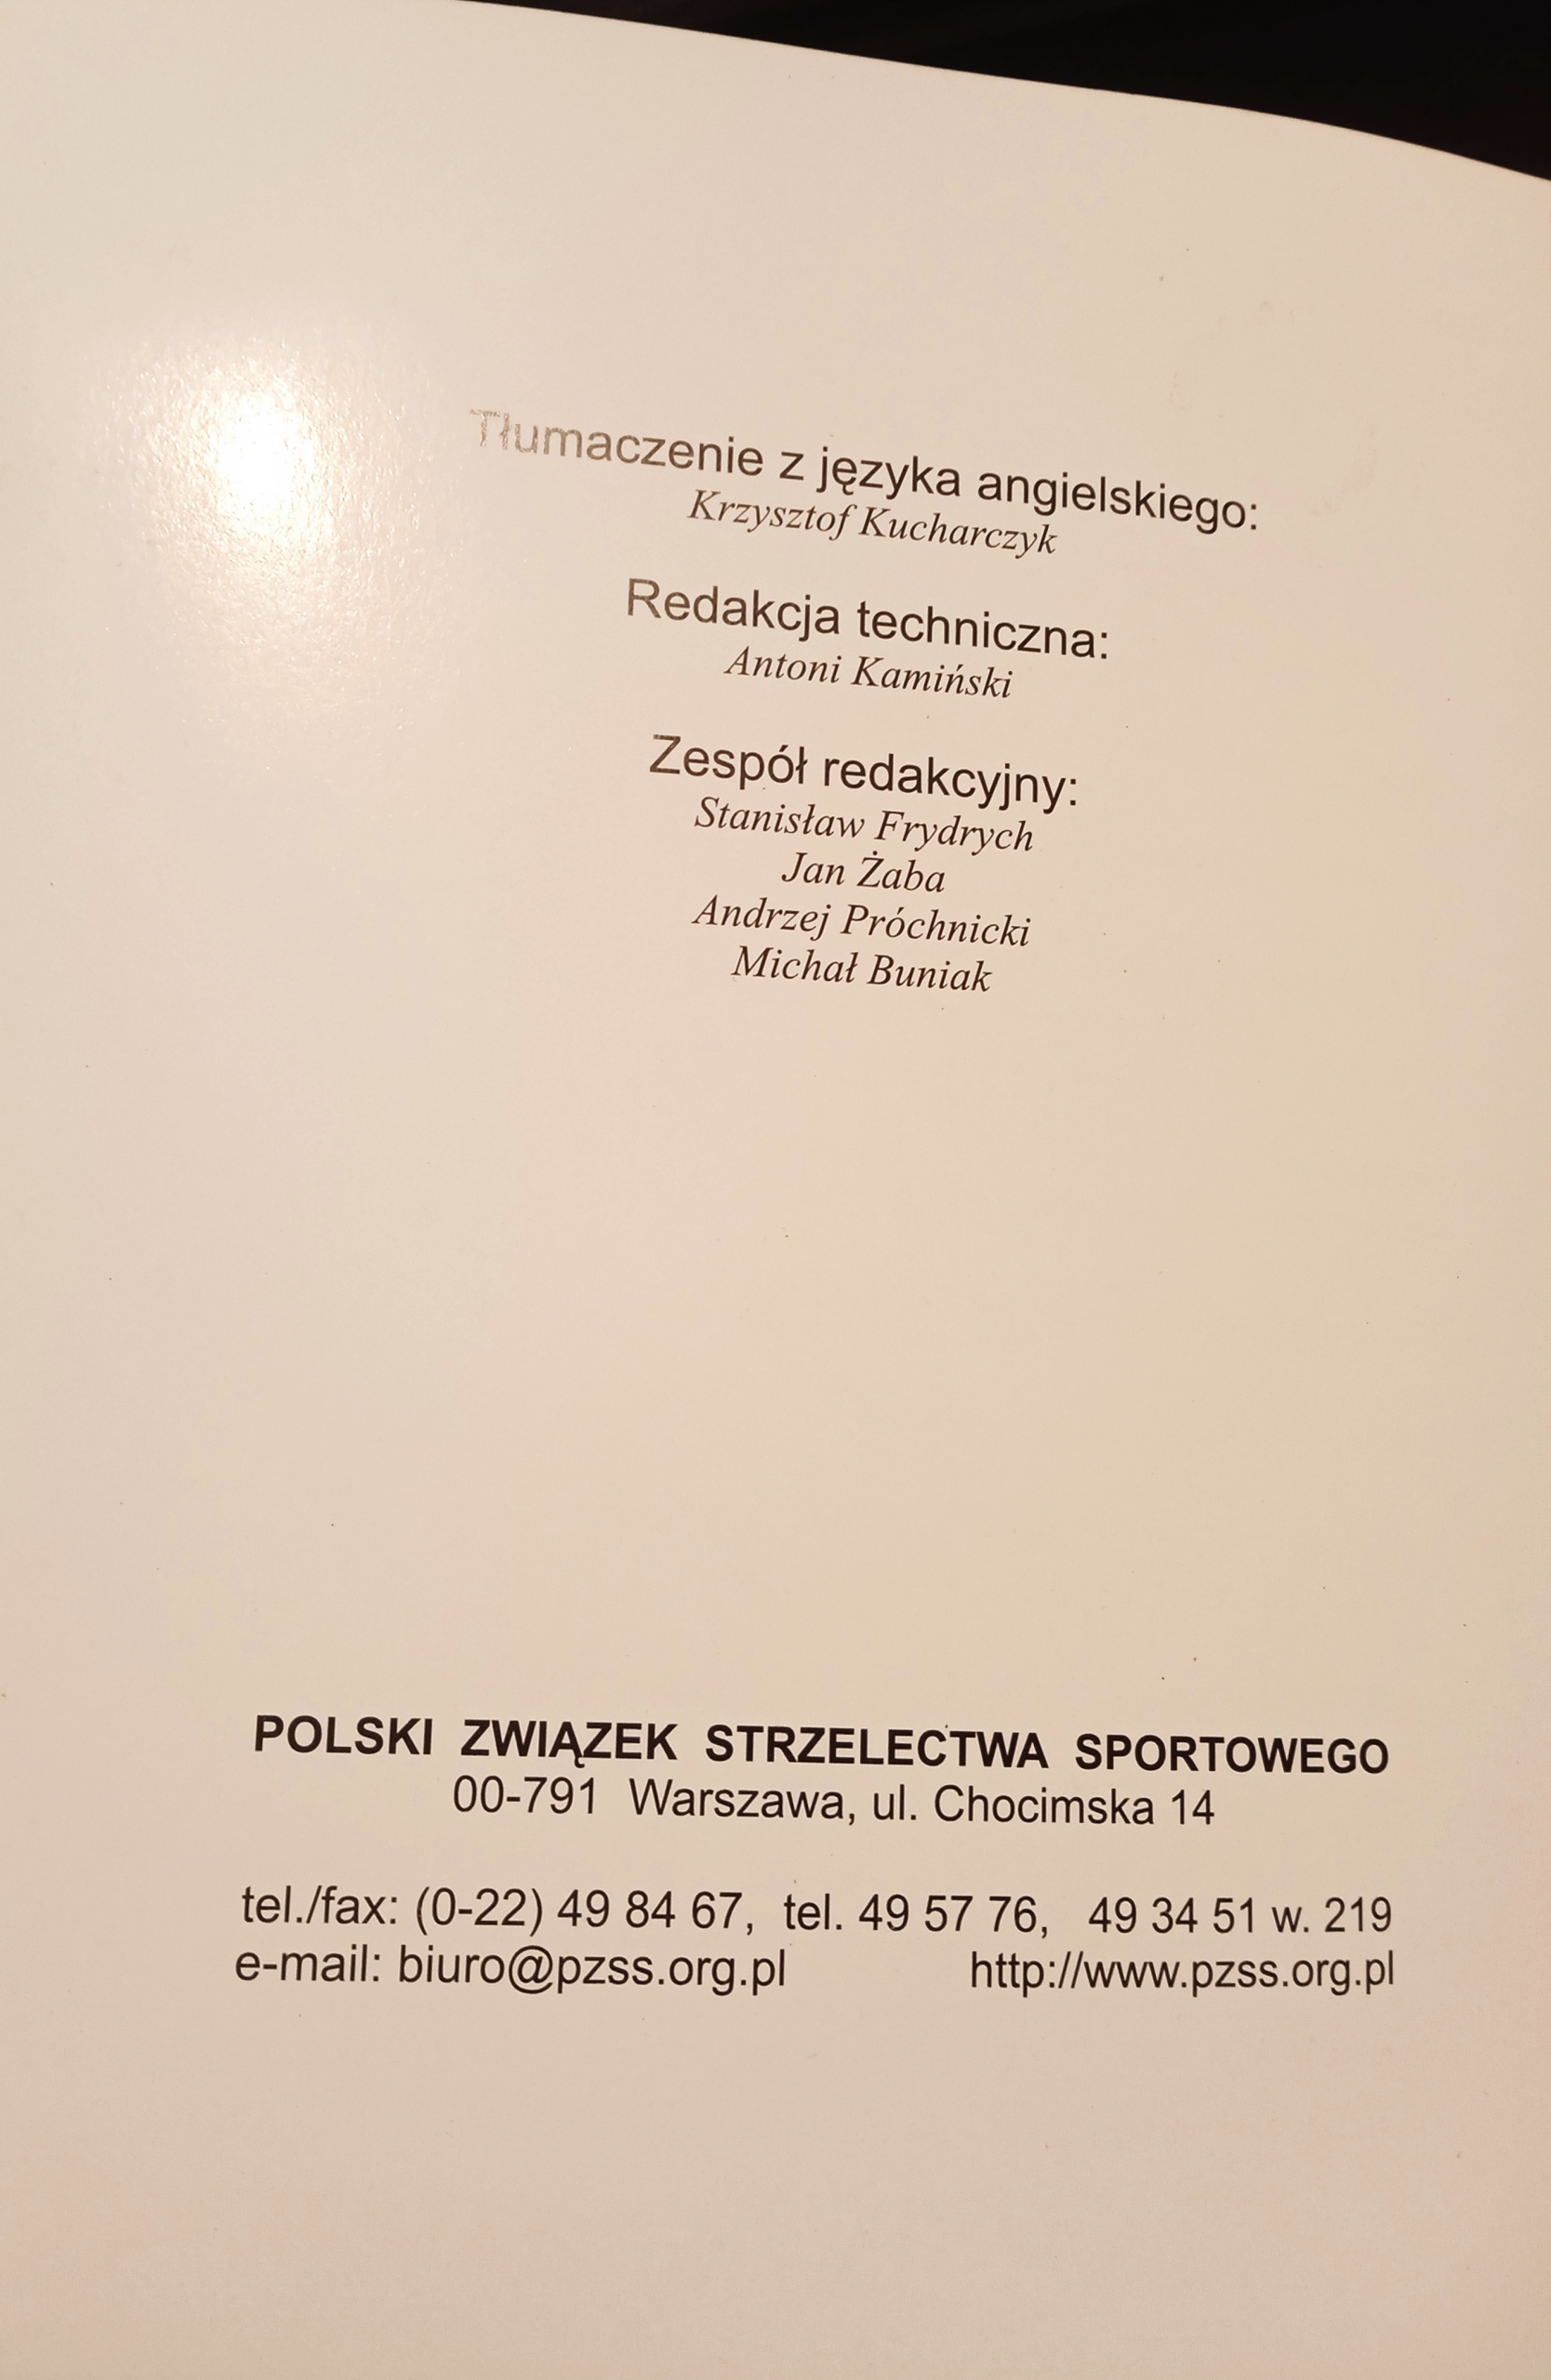 Tłumaczenie z języka angielskiego:
Krzysztof Kucharczyk
Redakcja techniczna:
Antoni Kamiński
Zespół redakcyjny:
Stanisław Frydrych
Jan Żaba
Andrzej Próchnicki
Michał Buniak
POLSKI ZWIĄZEK STRZELECTWA SPORTOWEGO
00-791 Warszawa, ul. Chocimska 14
tel./fax: (0-22) 49 84 67, tel. 49 57 76, 49 34 51 w. 219
e-mail: biuro@pzss.org.pl http://www.pzss.org.pl